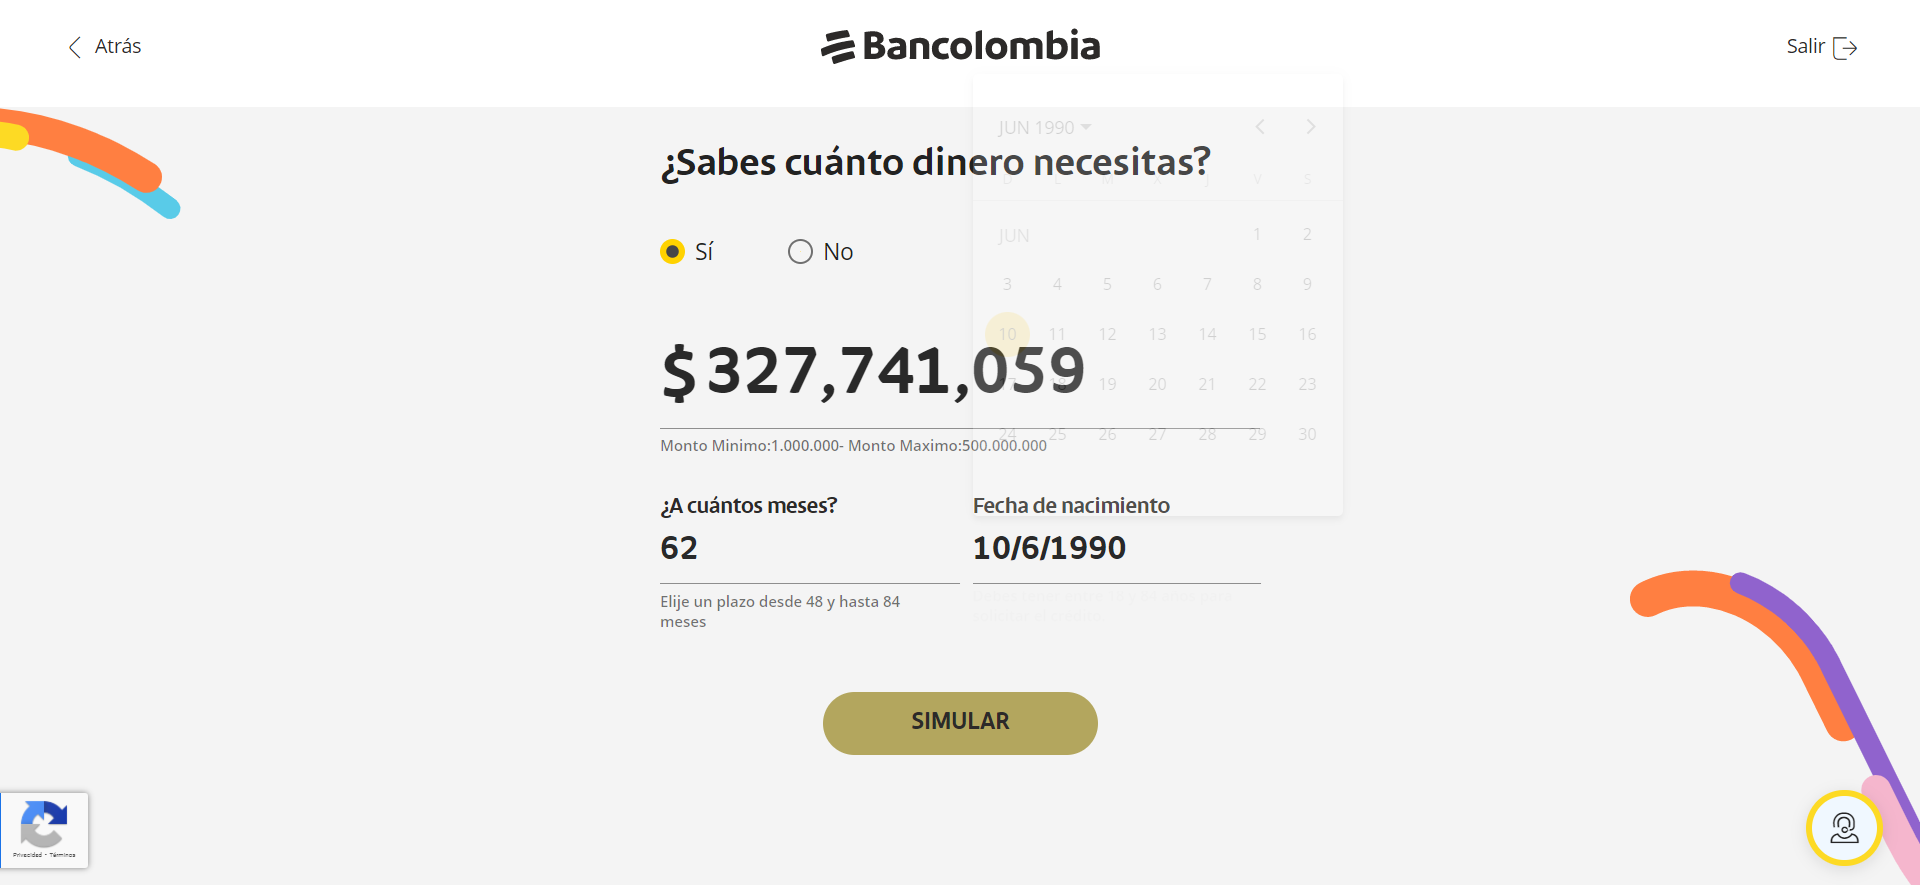 Atrás
Bancolombia
Salir
JUN 1990
¿Sabes cuánto dinero necesitas?
D L M X J V S
Sí
No
JUN 1 2
3 4 5 6 7 8 9
10 11 12 13 14 15 16
17 18 19 20 21 22 23
24 25 26 27 28 29 30
$ 327,741,059
Monto Minimo:1.000.000- Monto Maximo:500.000.000
¿A cuántos meses?
62
Elije un plazo desde 48 y hasta 84
meses
Fecha de nacimiento
10/6/1990
SIMULAR
Privacidad - Términos